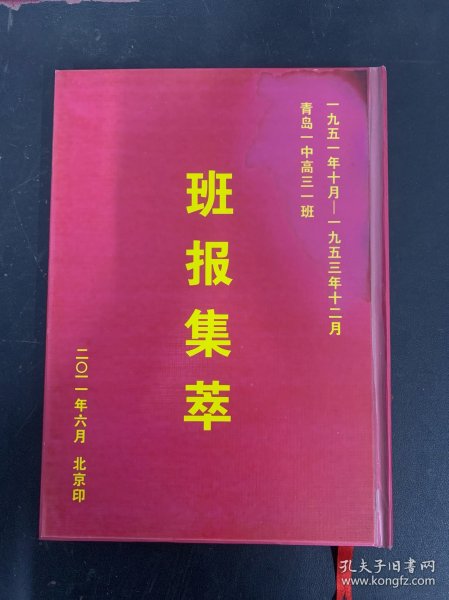 一九五一年十月—一九五三年十二月
青岛一中高三一班
班报集萃
二〇一一年六月 北京印
孔夫子旧书网
www.kongfz.com